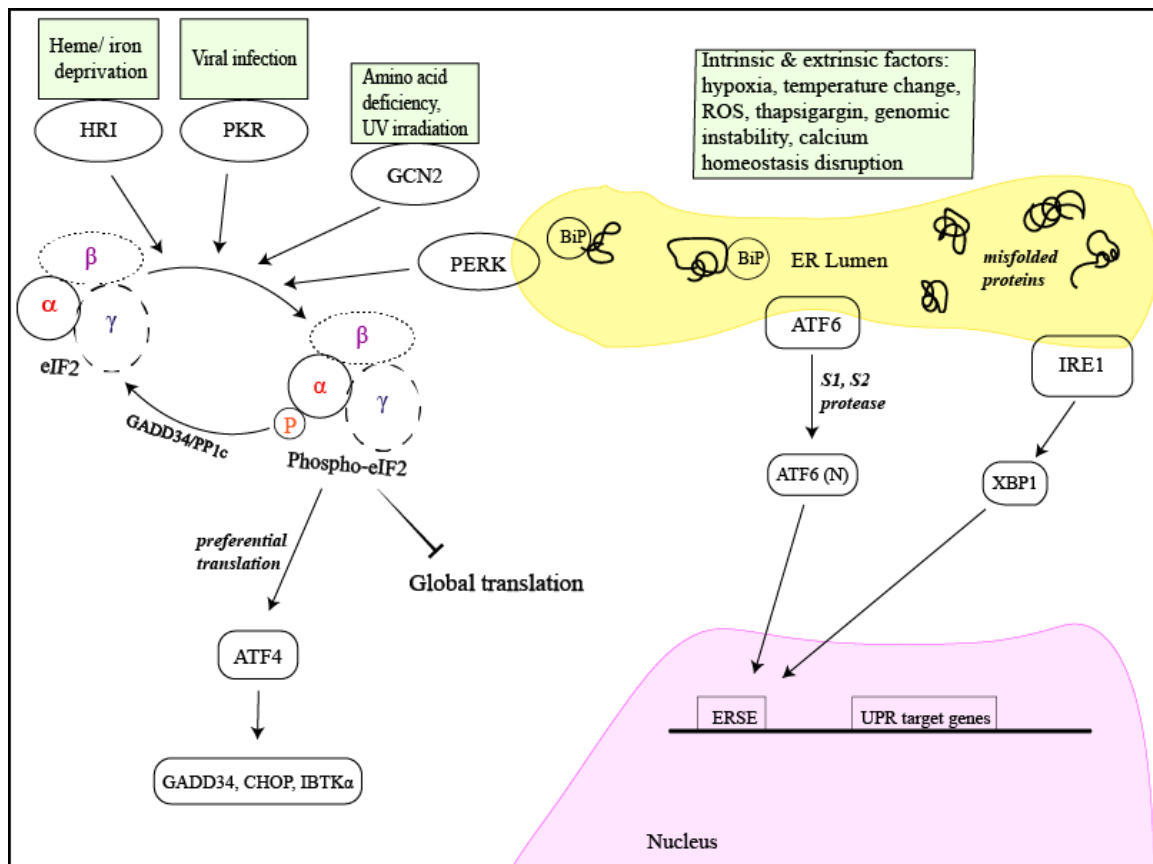 Heme/ iron
deprivation
HRI
Viral infection
PKR
Amino acid
deficiency,
UV irradiation
GCN2
Intrinsic & extrinsic factors:
hypoxia, temperature change,
ROS, thapsigargin, genomic
instability, calcium
homeostasis disruption
PERK
BiP
BiP
ER Lumen
misfolded
proteins
ATF6
IRE1
β
α
γ
eIF2
β
α
γ
P
Phospho-eIF2
GADD34/PP1c
S1, S2
protease
ATF6 (N)
XBP1
preferential
translation
Global translation
ATF4
GADD34, CHOP, IBTKα
ERSE
UPR target genes
Nucleus